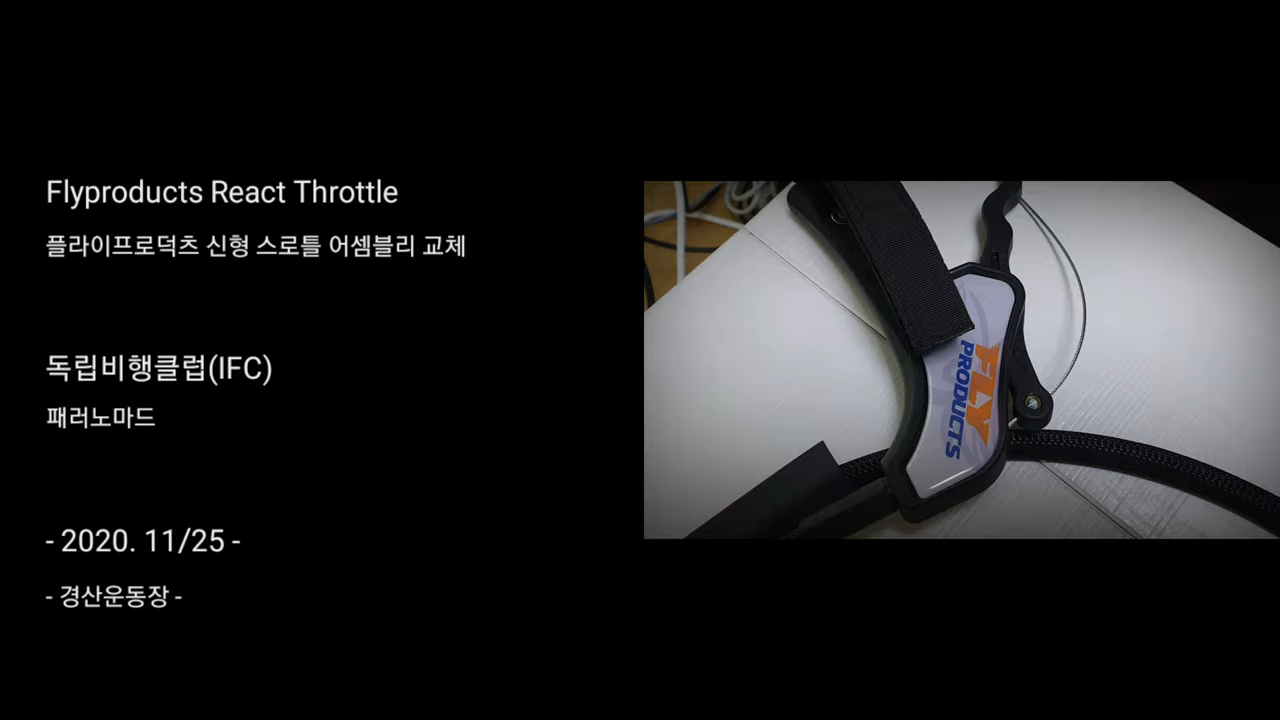 Flyproducts React Throttle
플라이프로덕츠 신형 스로틀 어셈블리 교체
독립비행클럽(IFC)
패러노마드
- 2020. 11/25 -
- 경산운동장 -
FLY
PRODUCTS